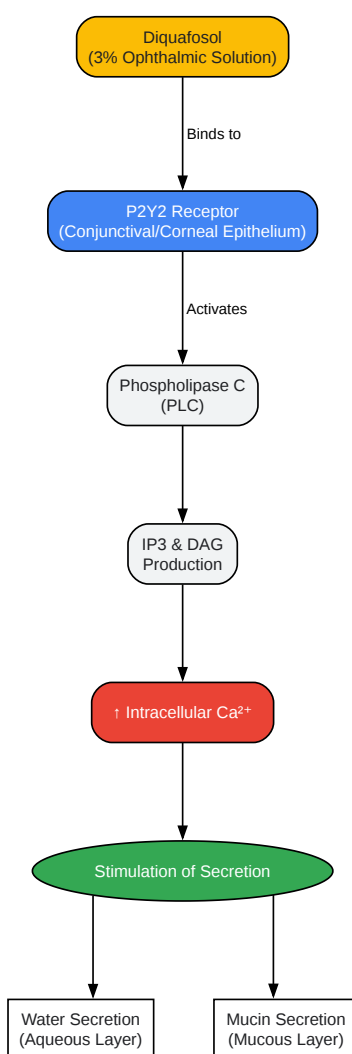 Diquafosol
(3% Ophthalmic Solution)
Binds to
P2Y2 Receptor
(Conjunctival/Corneal Epithelium)
Activates
Phospholipase C
(PLC)
IP3 & DAG
Production
↑ Intracellular Ca²⁺
Stimulation of Secretion
Water Secretion
(Aqueous Layer)
Mucin Secretion
(Mucous Layer)